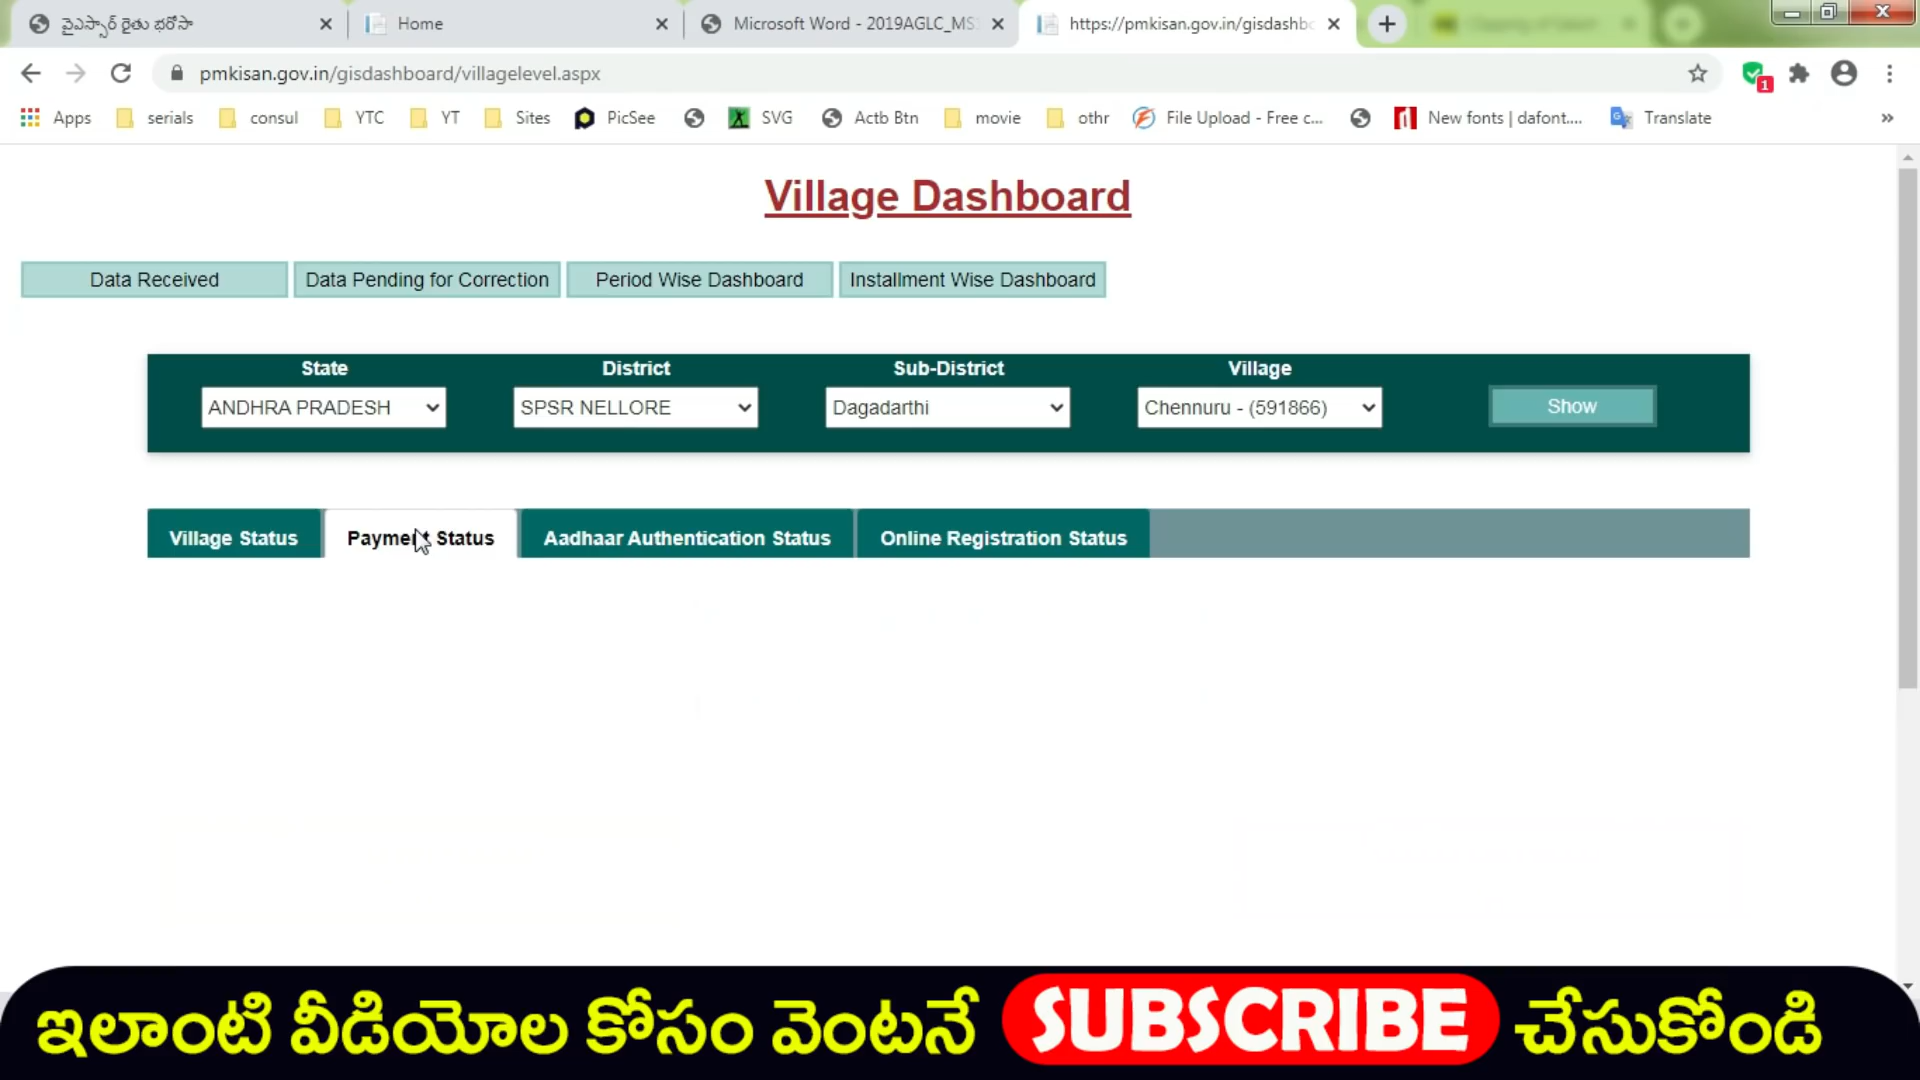 వైఎస్సార్ రైతు భరోసా
Home
Microsoft Word - 2019AGLC_MS
https://pmkisan.gov.in/gisdashbo
pmkisan.gov.in/gisdashboard/villagelevel.aspx
1
Apps serials consul YTC YT Sites PicSee SVG Actb Btn movie othr File Upload - Free c... New fonts | dafont.... Translate »
Village Dashboard
Data Received Data Pending for Correction Period Wise Dashboard Installment Wise Dashboard
State District Sub-District Village
ANDHRA PRADESH SPSR NELLORE Dagadarthi Chennuru - (591866) Show
Village Status Payment Status Aadhaar Authentication Status Online Registration Status
ఇలాంటి వీడియోల కోసం వెంటనే SUBSCRIBE చేసుకోండి